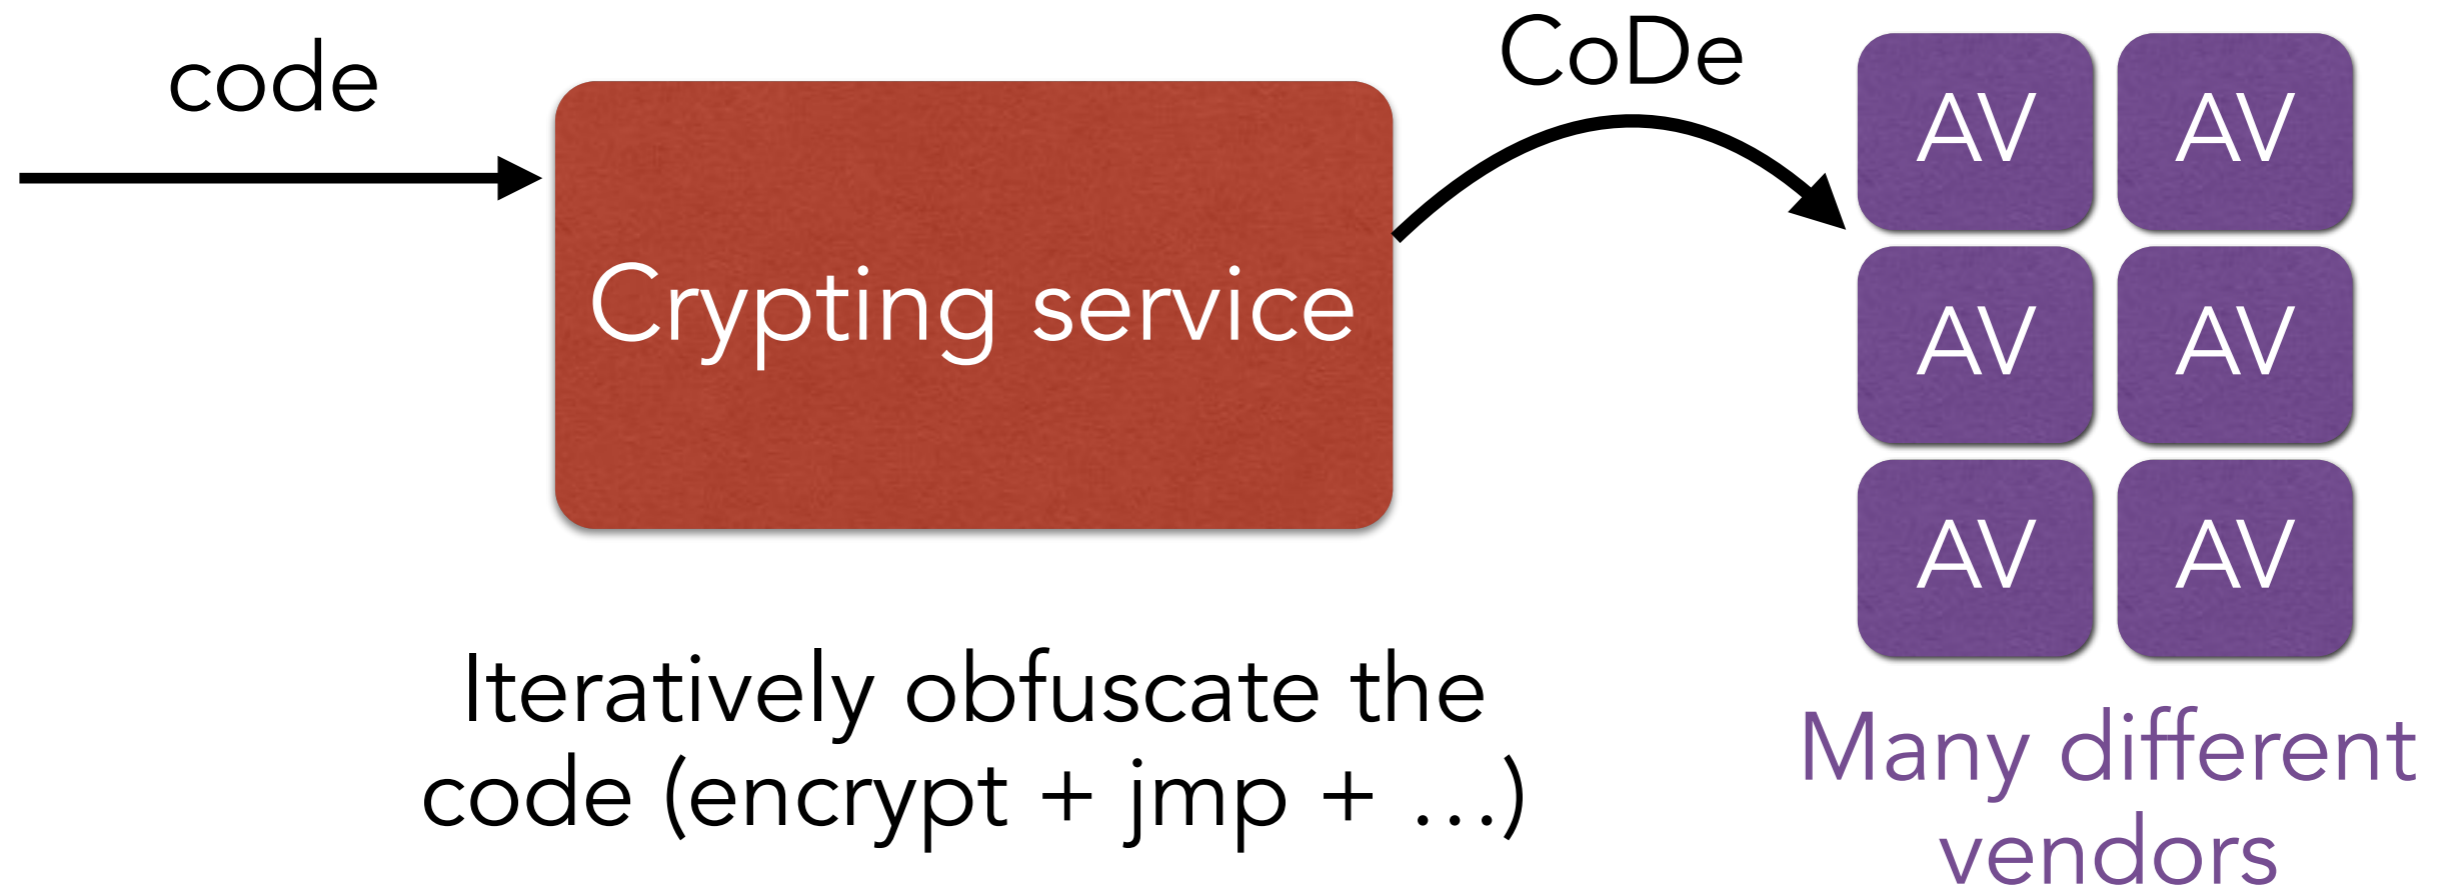 code
Crypting service
CoDe
AV AV
AV AV
AV AV
Iteratively obfuscate the
code (encrypt + jmp + ...)
Many different
vendors